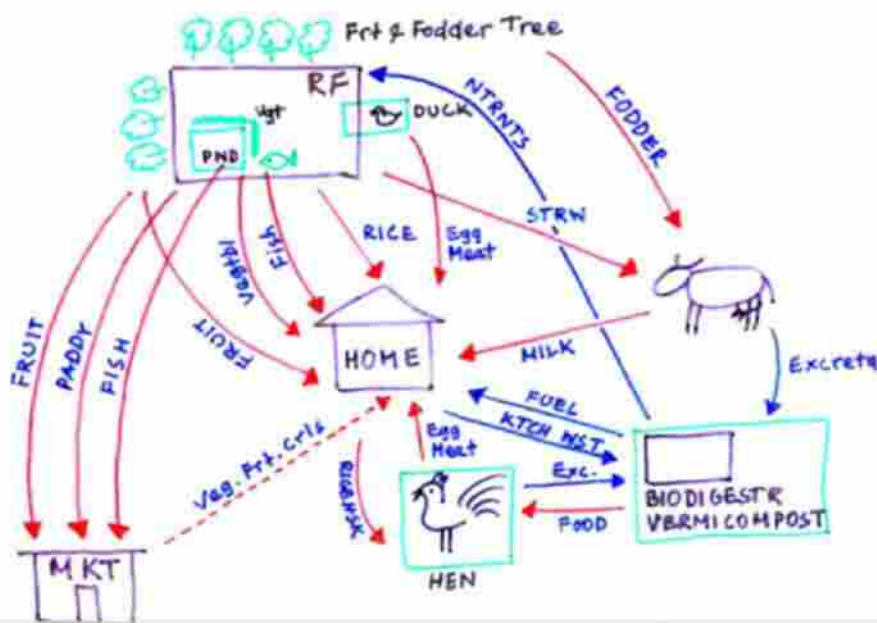 Frt & Fodder Tree
RF
Vgt
DUCK
PND
NTRNTS
FODDER
STRW
RICE
Egg
Meat
Fish
Vegtbl
FRUIT
PADDY
FISH
FRUIT
HOME
MILK
Excreta
FUEL
KTCH WST
Veg. Frt. Crls
Egg
Meat
Exc.
FOOD
BIODIGESTR
VERMICOMPOST
HEN
MKT